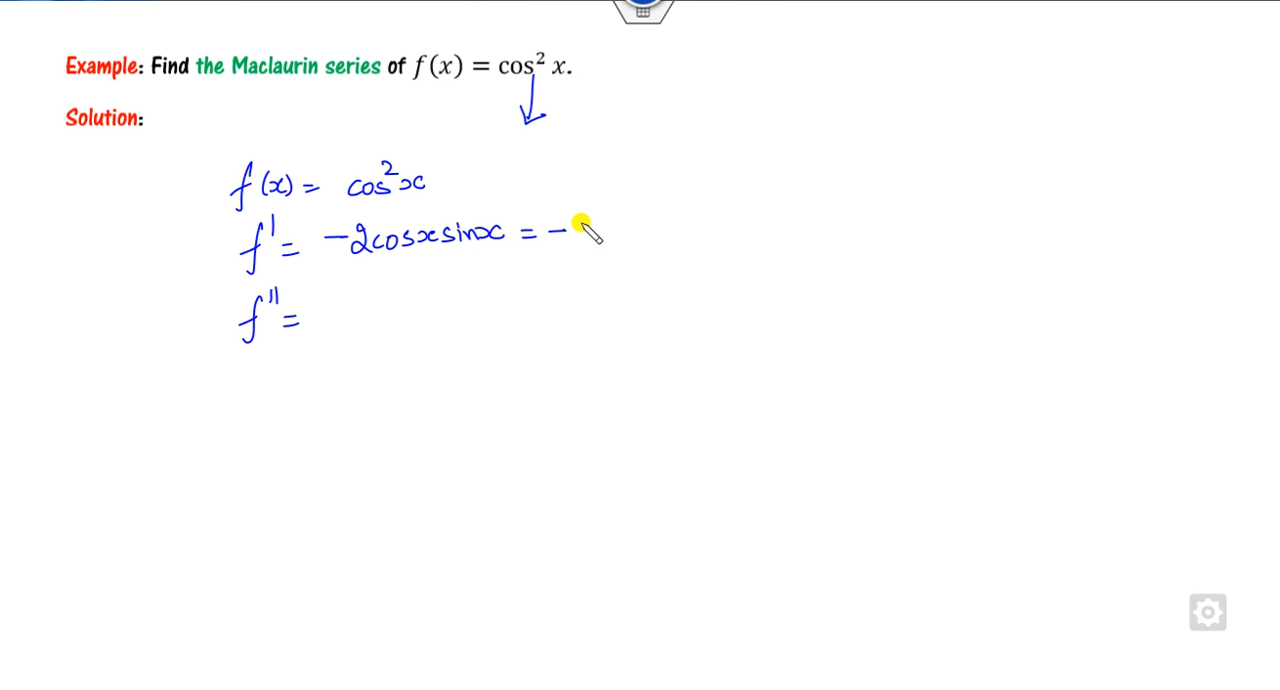 Example: Find the Maclaurin series of f(x) = cos² x.
Solution:
f(x) = cos²x
f' = -2cosxsinx = -
f'' =